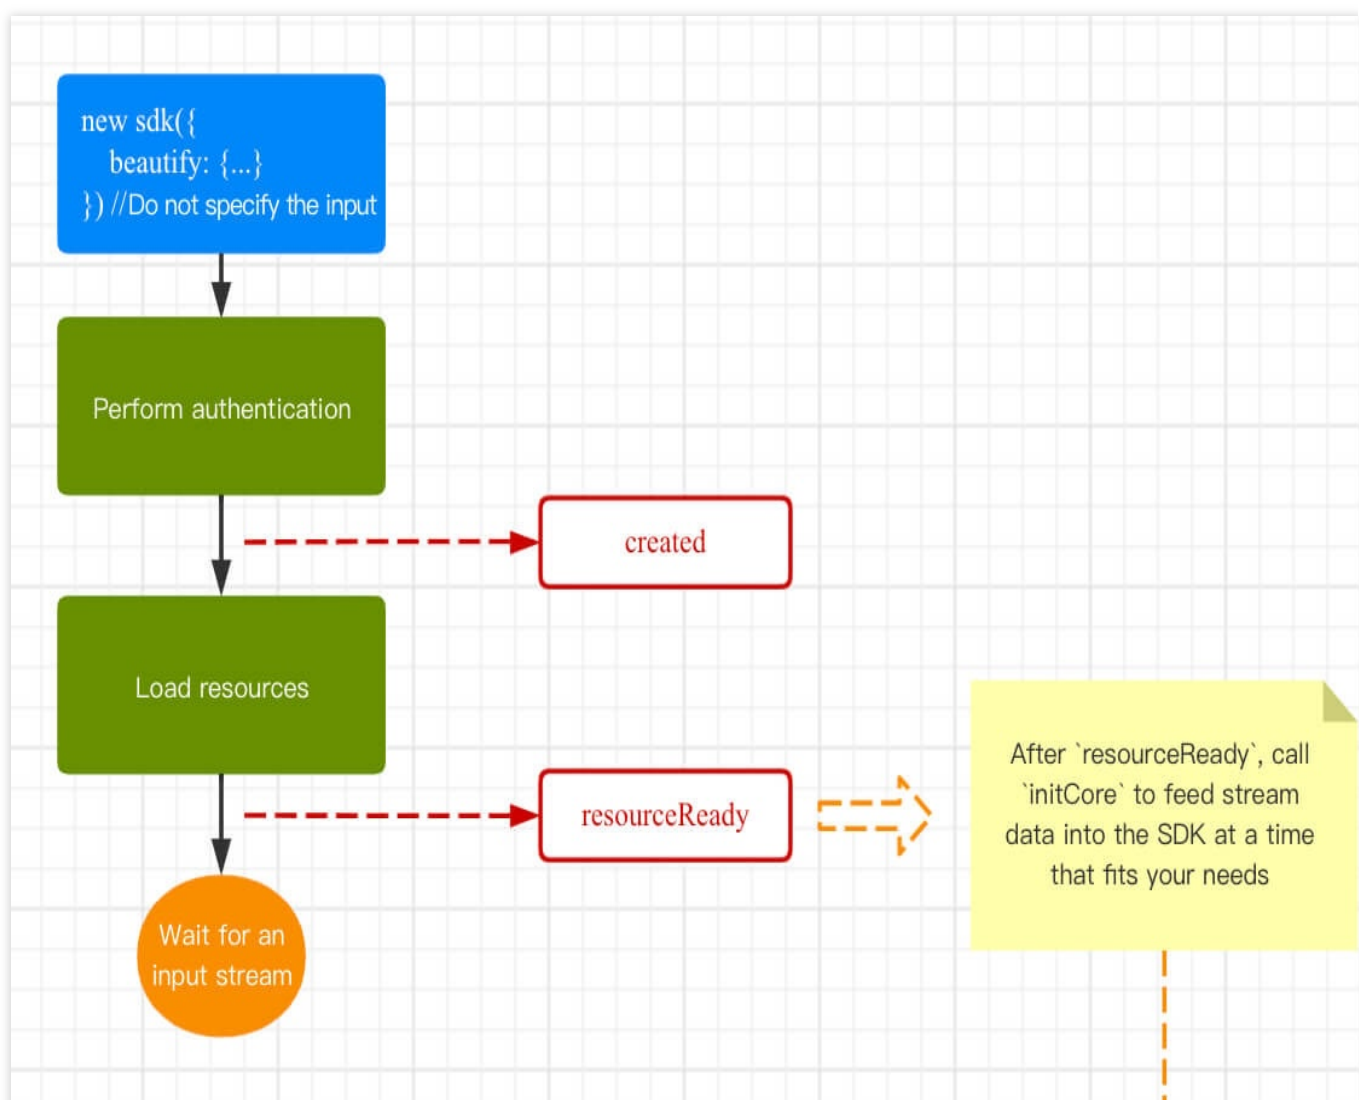 new sdk({
beautify: {...}
}) //Do not specify the input
Perform authentication
created
Load resources
resourceReady
After `resourceReady`, call
`initCore` to feed stream
data into the SDK at a time
that fits your needs
Wait for an
input stream